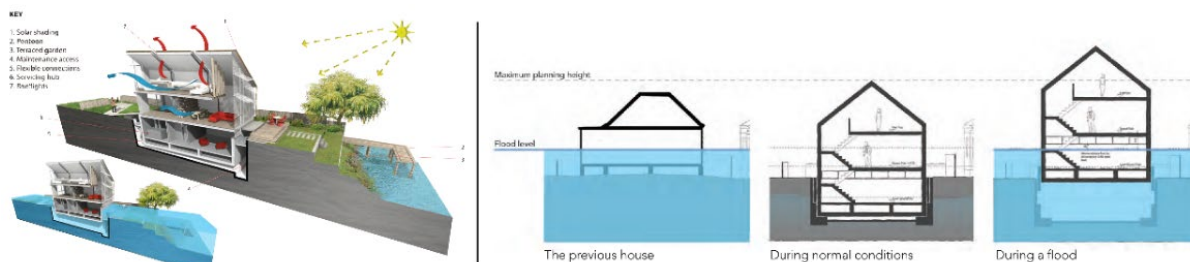 KEY
1. Solar shading
2. Pontoon
3. Terraced garden
4. Maintenance access
5. Flexible connections
6. Servicing hub
7. Rooflights
Maximum planning height
Flood level
The previous house
During normal conditions
During a flood